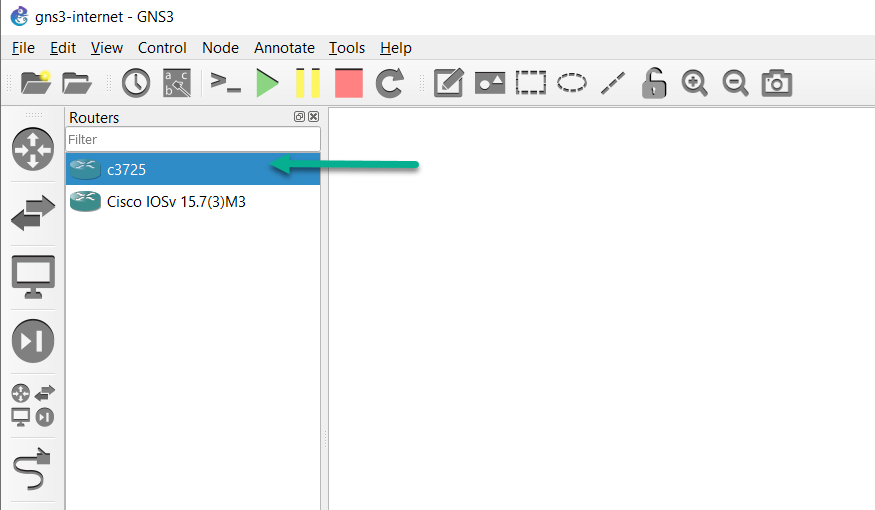 gns3-internet - GNS3
File Edit View Control Node Annotate Tools Help
a c
b
Routers
Filter
c3725
Cisco IOSv 15.7(3)M3